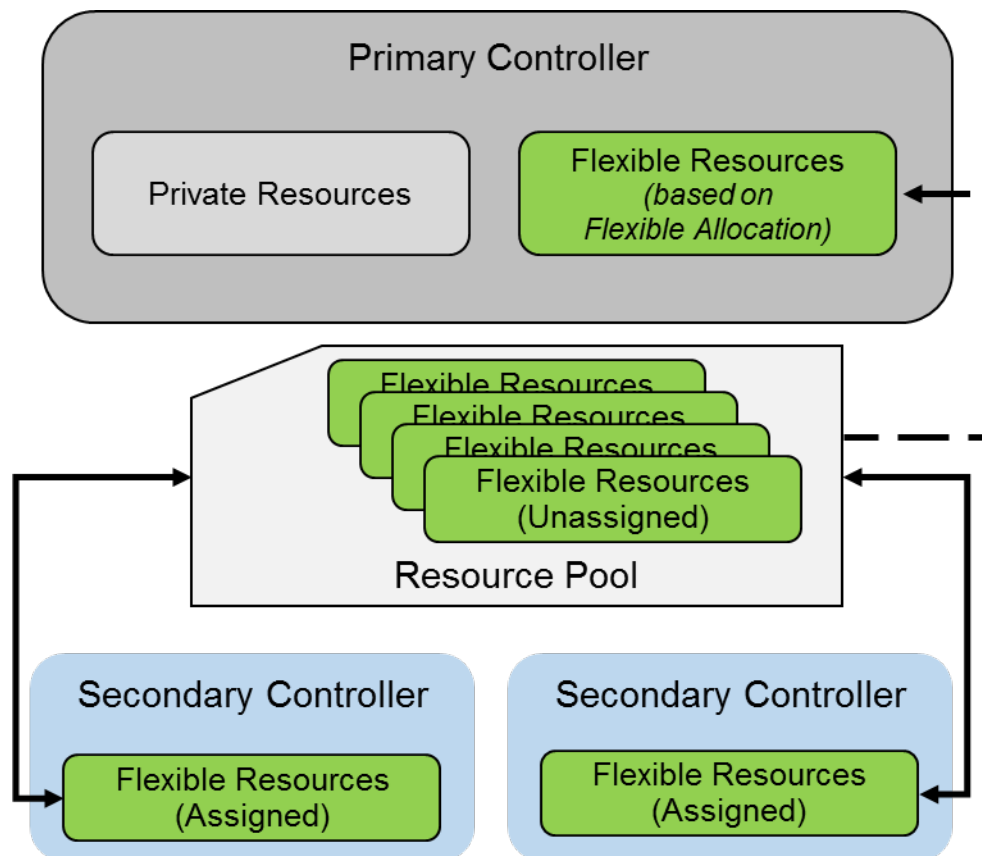 Primary Controller
Private Resources
Flexible Resources
(based on
Flexible Allocation)
Flexible Resources
Flexible Resources
Flexible Resources
Flexible Resources
(Unassigned)
Resource Pool
Secondary Controller
Flexible Resources
(Assigned)
Secondary Controller
Flexible Resources
(Assigned)